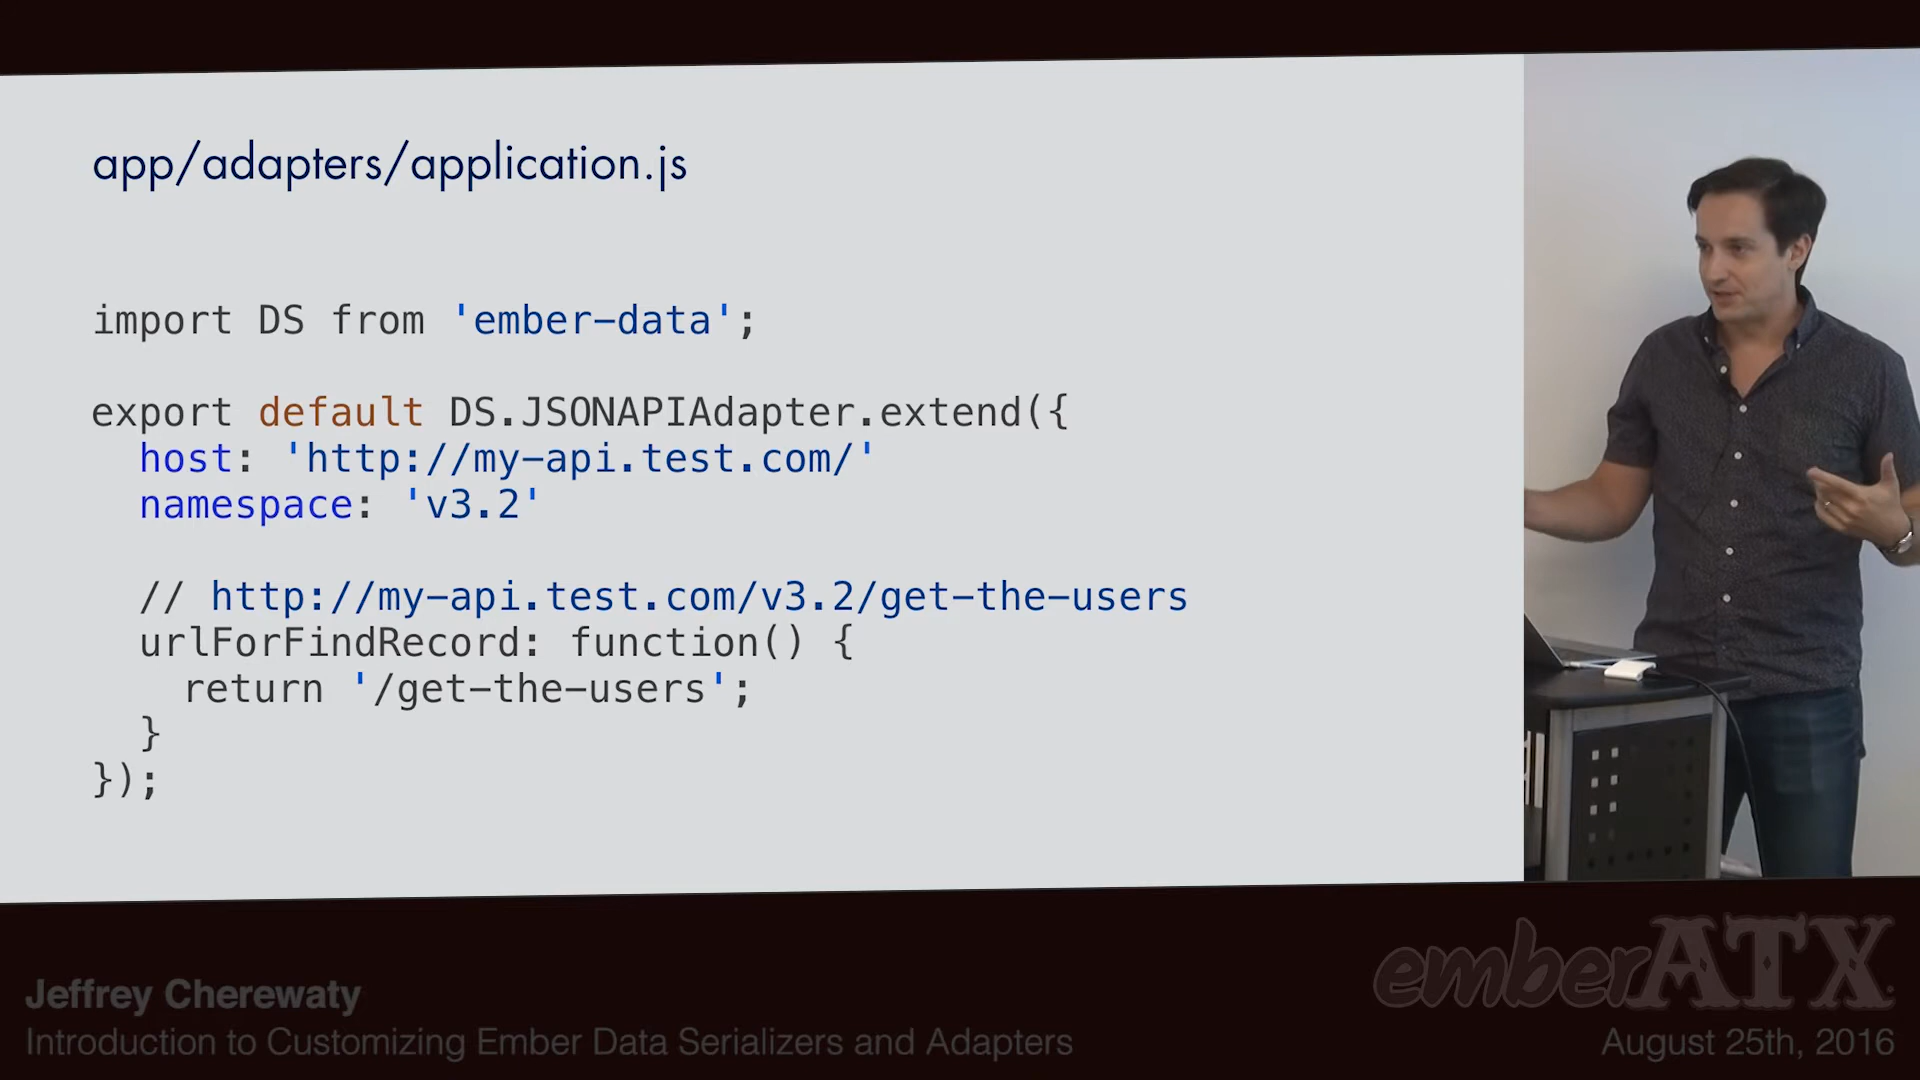 app/adapters/application.js
import DS from 'ember-data';
export default DS.JSONAPIAdapter.extend({
host: 'http://my-api.test.com/'
namespace: 'v3.2'
// http://my-api.test.com/v3.2/get-the-users
urlForFindRecord: function() {
return '/get-the-users';
}
});
emberATX
Jeffrey Cherewaty
Introduction to Customizing Ember Data Serializers and Adapters
August 25th, 2016